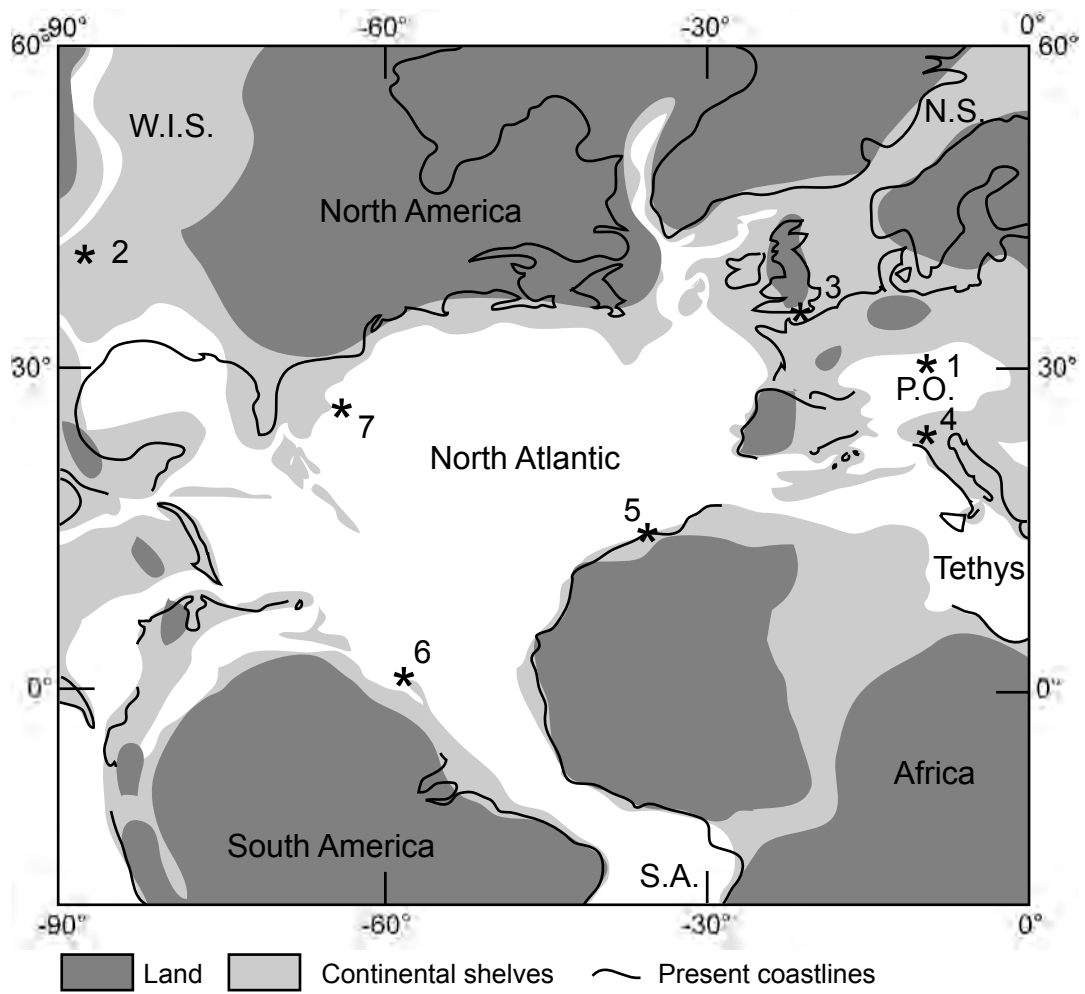 -90° -60° -30° 0°
60° 60°
W.I.S. N.S.
North America
* 2
3 *
30° 30°
* 1
P.O.
* 7
4 *
North Atlantic
5 *
Tethys
6 *
0° 0°
Africa
South America
S.A.
-90° -60° -30° 0°
Land Continental shelves Present coastlines